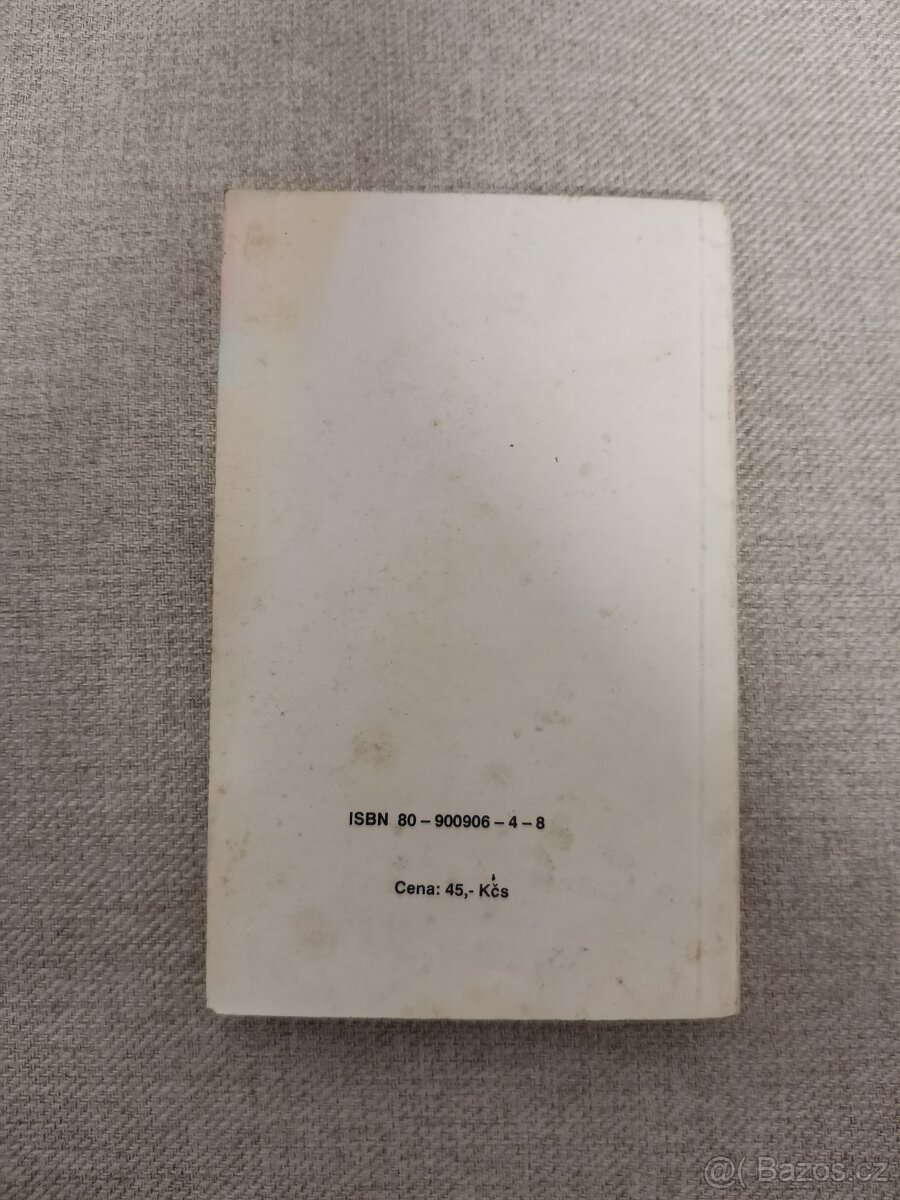 ISBN 80 – 900906 – 4 – 8
Cena: 45,- Kčs
@( Bazos.cz